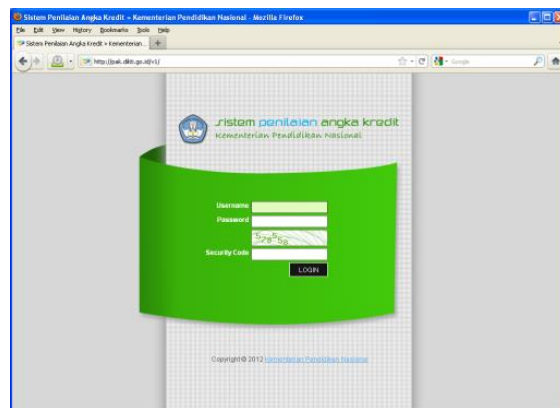 Sistem Penilaian Angka Kredit » Kementerian Pendidikan Nasional - Mozilla Firefox
File Edit View History Bookmarks Tools Help
Sistem Penilaian Angka Kredit » Kementerian... +
http://pak.dikti.go.id/v1/ Google
sistem penilaian angka kredit
Kementerian Pendidikan Nasional
Username
Password
Security Code
LOGIN
Copyright © 2012 Kementerian Pendidikan Nasional